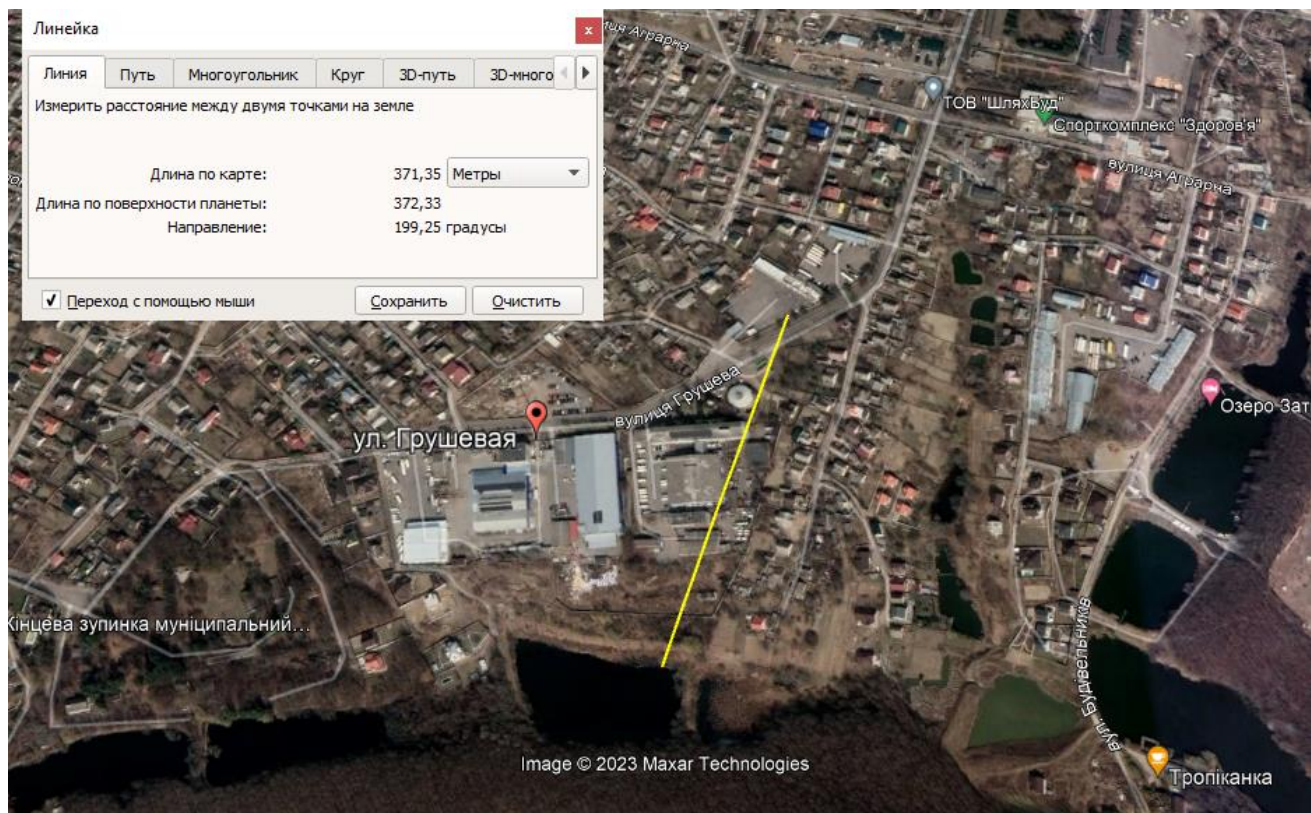 Линейка
x
Линия Путь Многоугольник Круг 3D-путь 3D-много
Измерить расстояние между двумя точками на земле
Длина по карте: 371,35 Метры
Длина по поверхности планеты: 372,33
Направление: 199,25 градусы
Переход с помощью мыши Сохранить Очистить
Аграрна
ТОВ "ШляхБуд"
Спорткомплекс "Здоров'я"
вулиця Аграрна
вулиця Грушева
ул. Грушевая
Озеро Зат
Кінцева зупинка муніципальний...
вул. Будівельників
Image © 2023 Maxar Technologies
Тропіканка